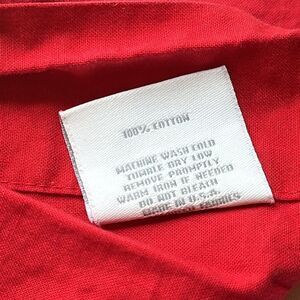 100% COTTON
MACHINE WASH COLD
TUMBLE DRY LOW
REMOVE PROMPTLY
WARM IRON IF NEEDED
DO NOT BLEACH
MADE IN U.S.A.
FABRICS